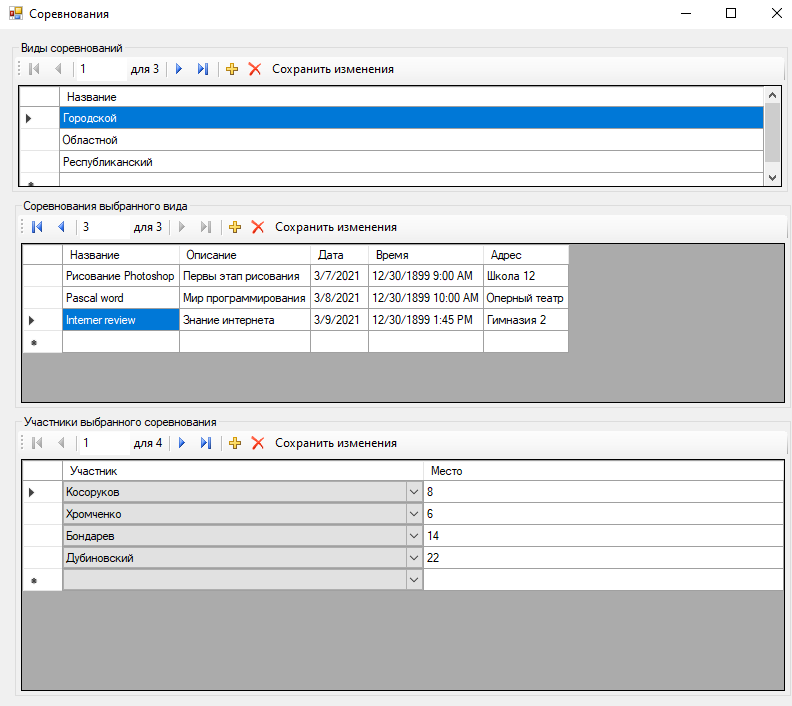 Соревнования
Виды соревнований
1 для 3 Сохранить изменения
Название
Городской
Областной
Республиканский
Соревнования выбранного вида
3 для 3 Сохранить изменения
Название Описание Дата Время Адрес
Рисование Photoshop Первы этап рисования 3/7/2021 12/30/1899 9:00 AM Школа 12
Pascal word Мир программирования 3/8/2021 12/30/1899 10:00 AM Оперный театр
Interner review Знание интернета 3/9/2021 12/30/1899 1:45 PM Гимназия 2
Участники выбранного соревнования
1 для 4 Сохранить изменения
Участник Место
Косоруков 8
Хромченко 6
Бондарев 14
Дубиновский 22